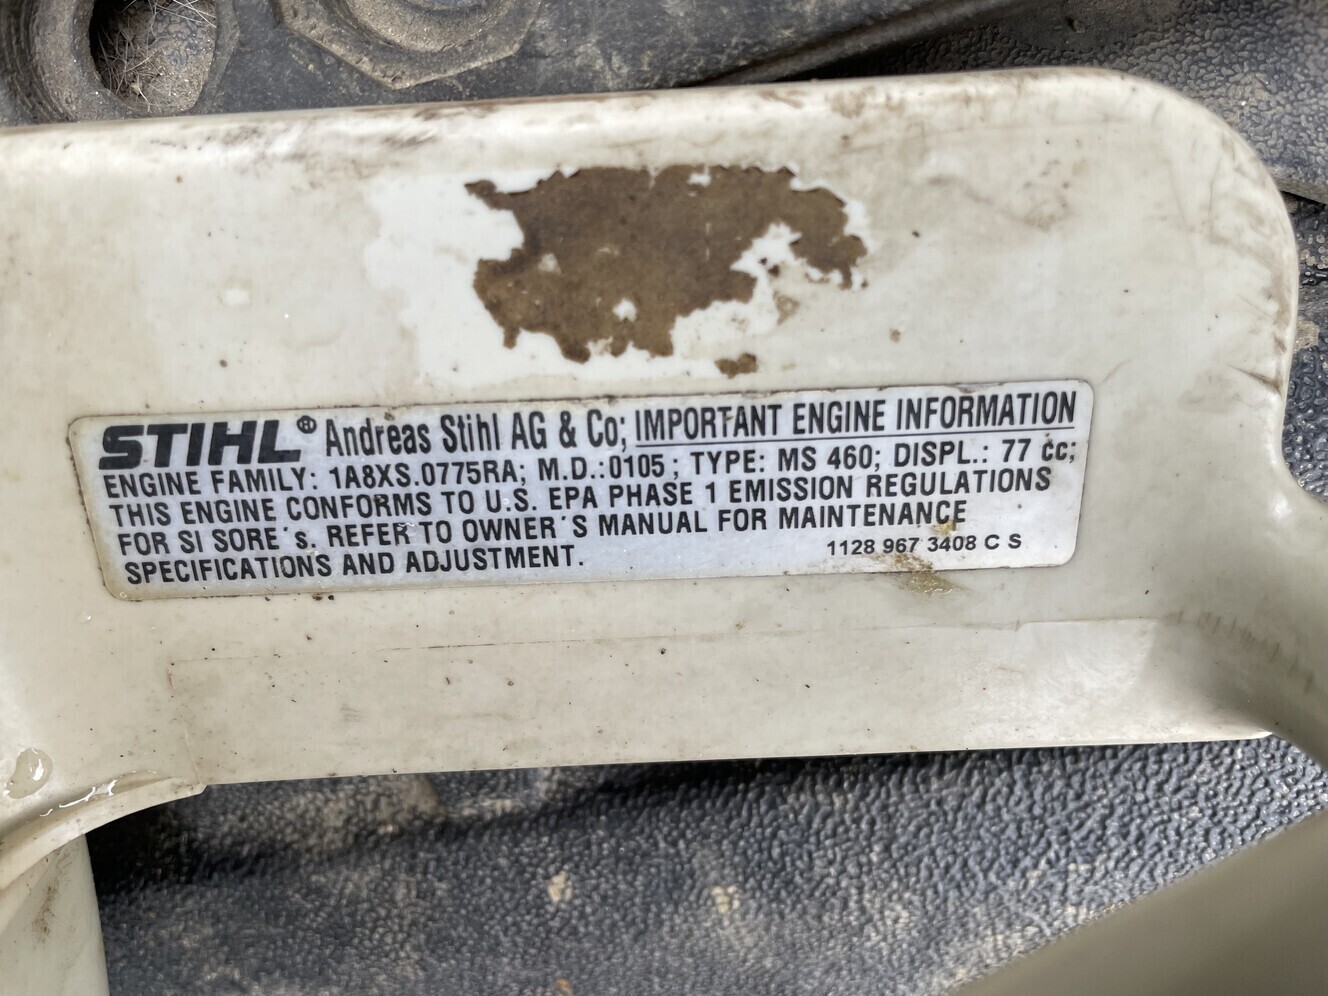 STIHL® Andreas Stihl AG & Co; IMPORTANT ENGINE INFORMATION
ENGINE FAMILY: 1A8XS.0775RA; M.D.:0105; TYPE: MS 460; DISPL.: 77 cc;
THIS ENGINE CONFORMS TO U.S. EPA PHASE 1 EMISSION REGULATIONS
FOR SI SORE´s. REFER TO OWNER´S MANUAL FOR MAINTENANCE
SPECIFICATIONS AND ADJUSTMENT.
1128 967 3408 C S